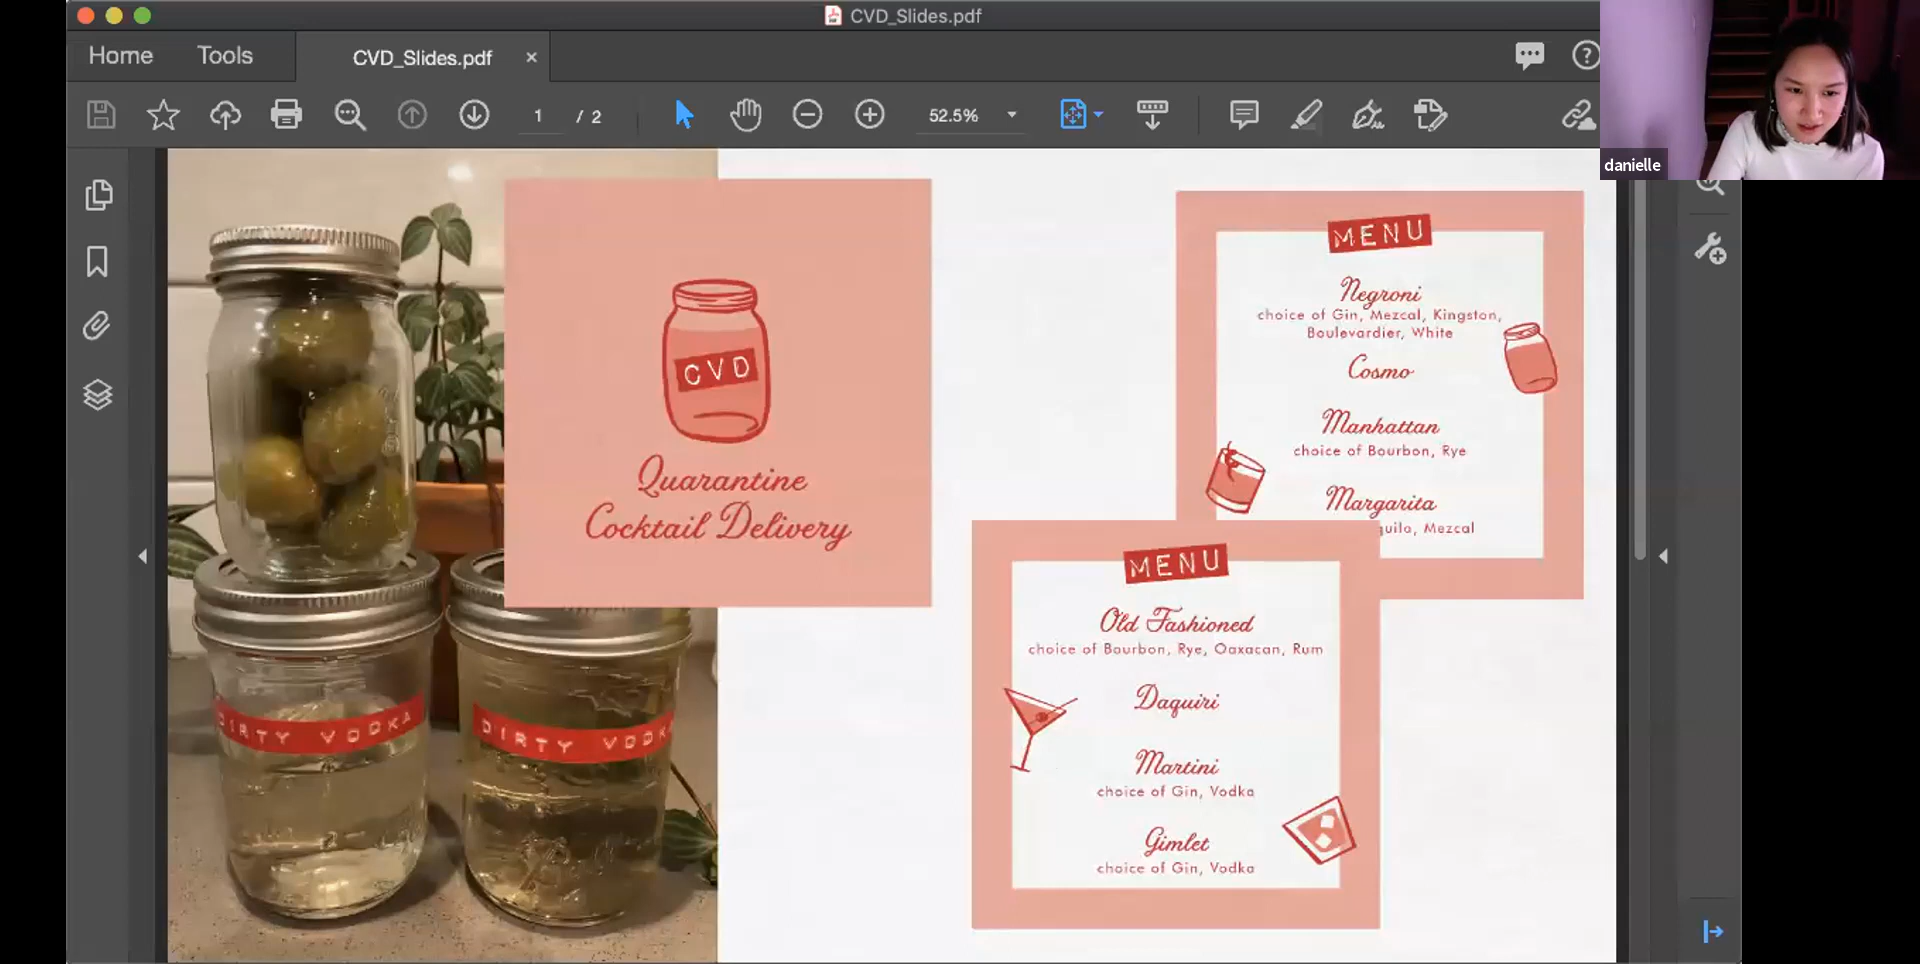 CVD_Slides.pdf
Home
Tools
CVD_Slides.pdf
1 / 2
52.5%
danielle
CVD
Quarantine
Cocktail Delivery
DIRTY VODKA
DIRTY VODKA
MENU
Negroni
choice of Gin, Mezcal, Kingston,
Boulevardier, White
Cosmo
Manhattan
choice of Bourbon, Rye
Margarita
Mezcal
MENU
Old Fashioned
choice of Bourbon, Rye, Oaxacan, Rum
Daquiri
Martini
choice of Gin, Vodka
Gimlet
choice of Gin, Vodka